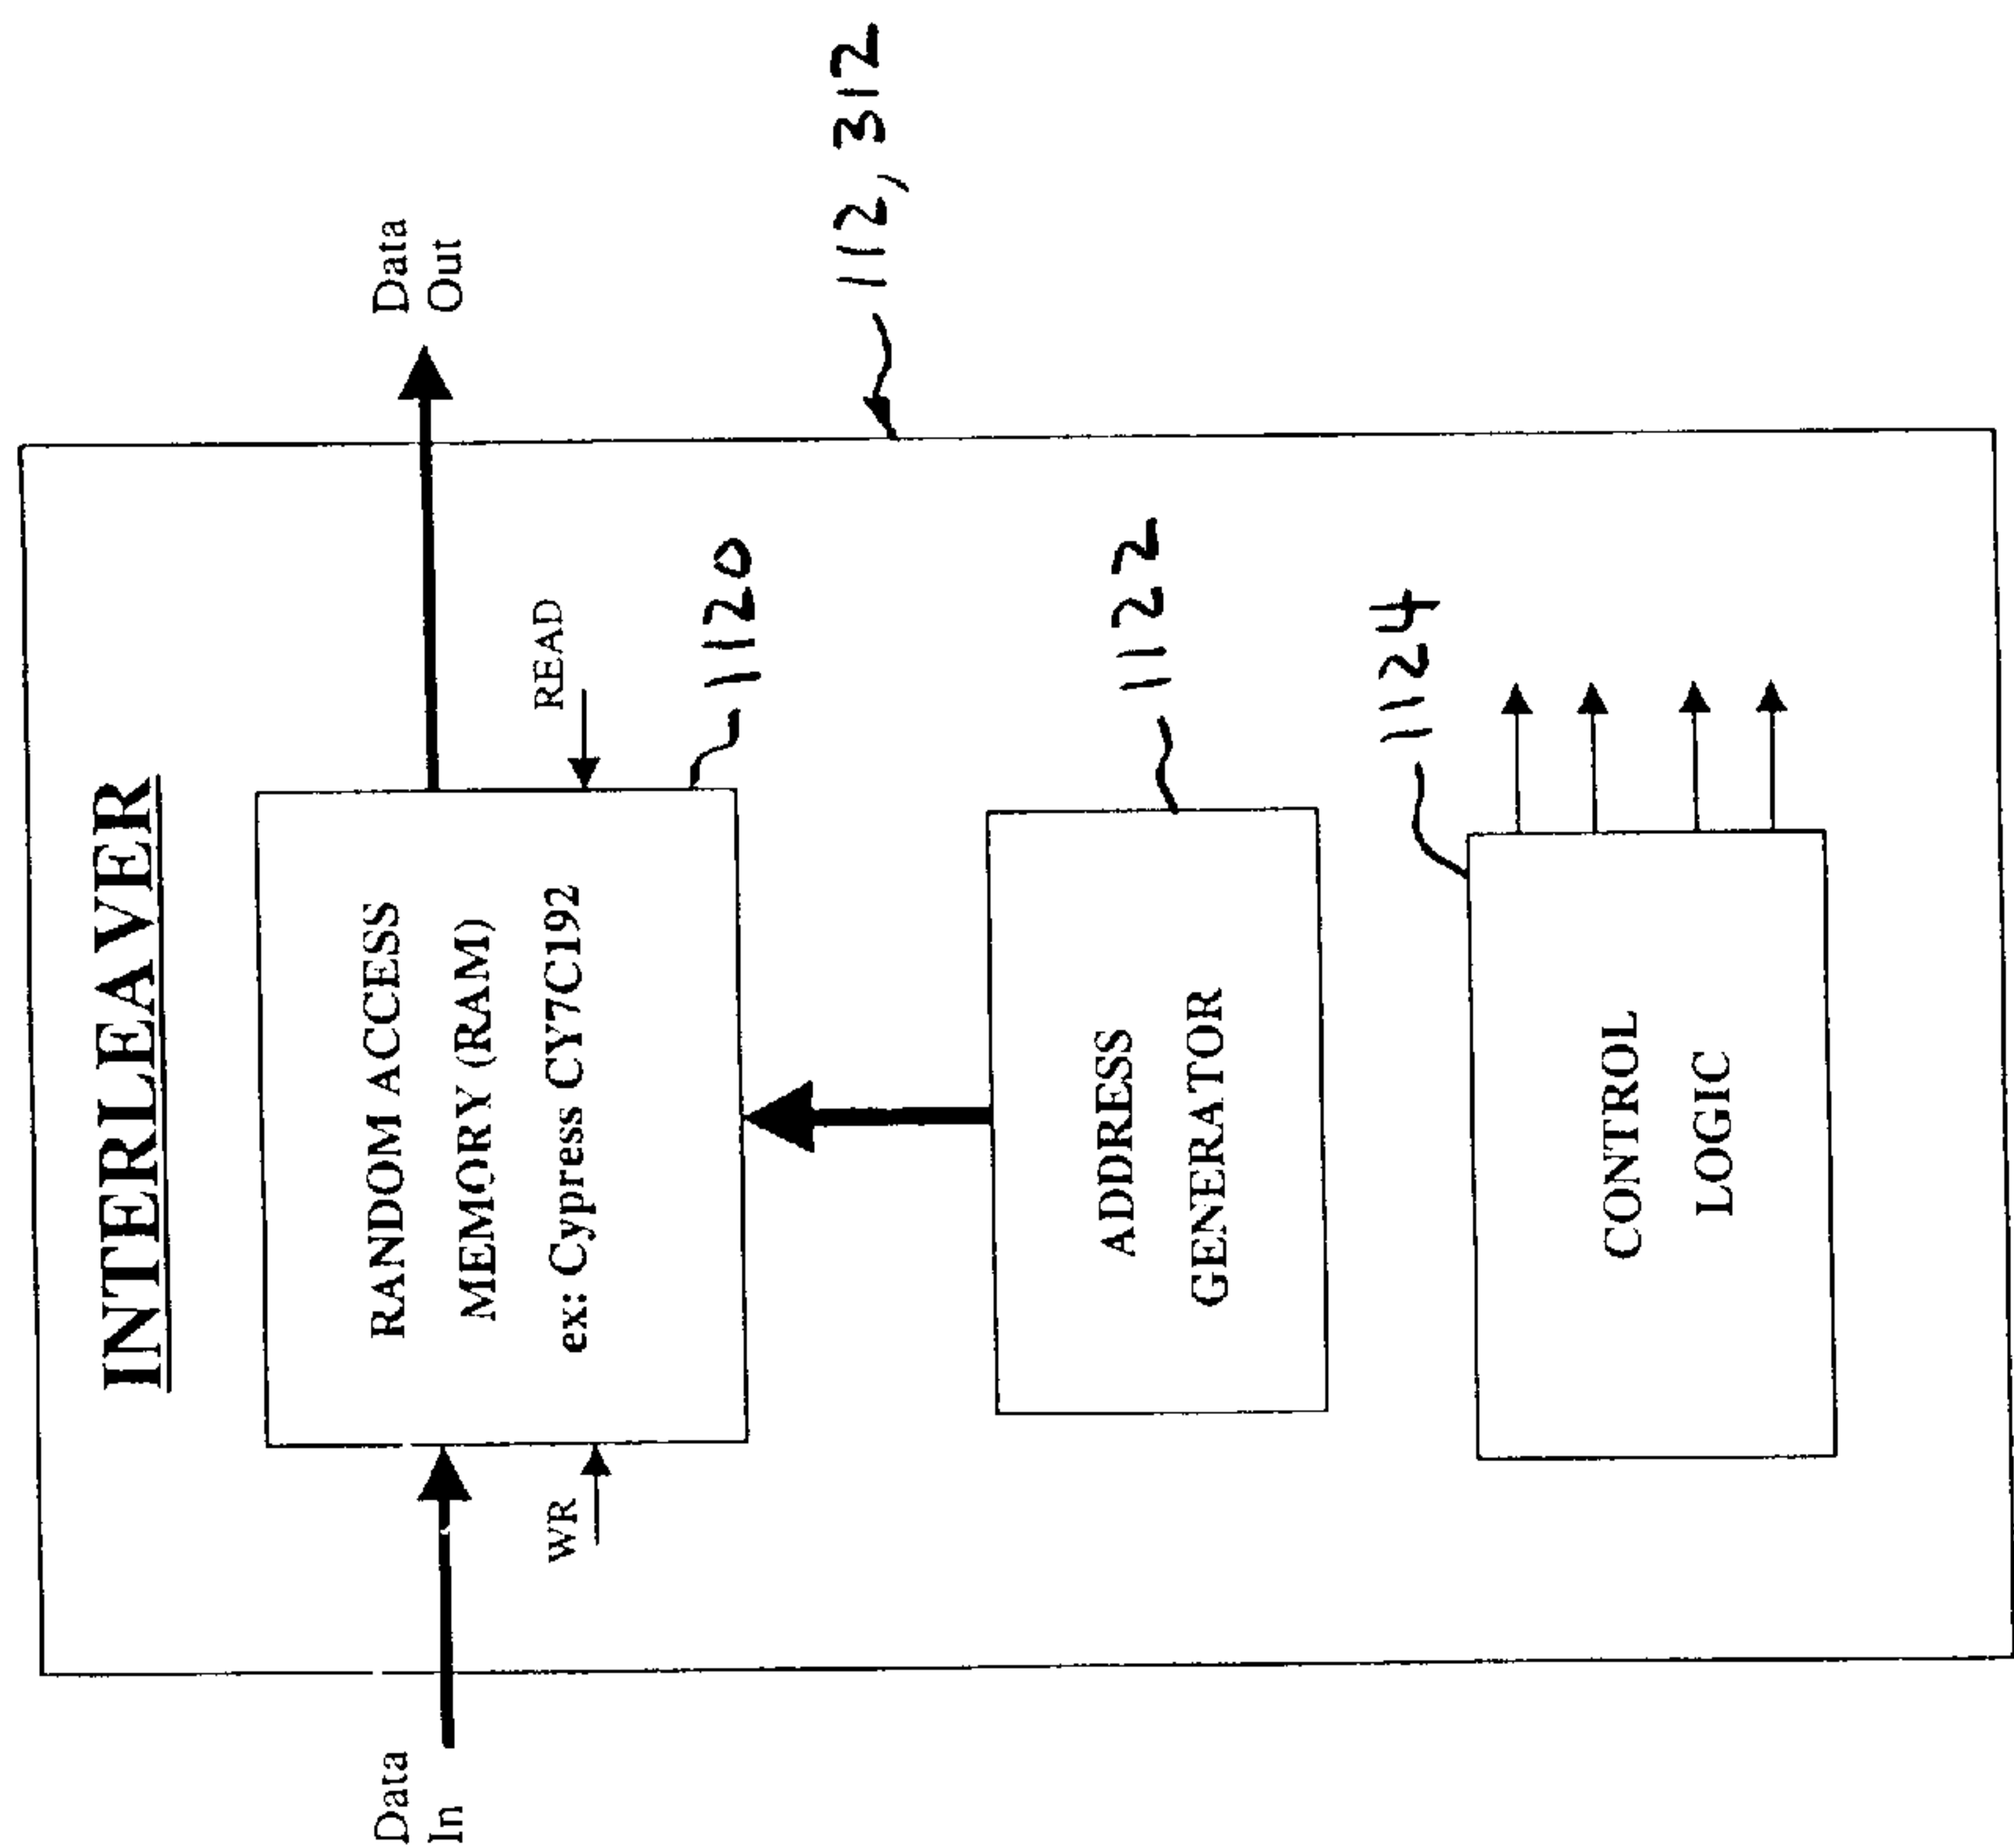 INTERLEAVER
Data
In
Data
Out
WR
READ
RANDOM ACCESS
MEMORY (RAM)
ex: Cypress CY7C192
1120
112, 312
ADDRESS
GENERATOR
1122
CONTROL
LOGIC
1124